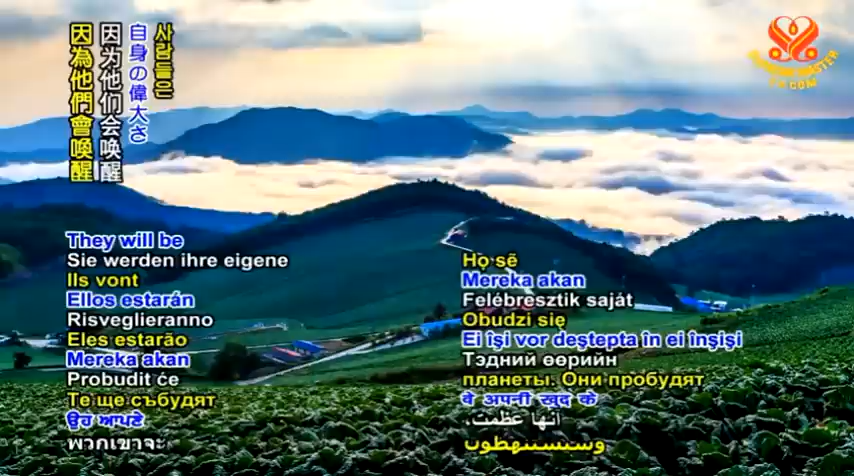 사람들은
自身の偉大さ
因为他们会唤醒
因為他們會喚醒
They will be
Sie werden ihre eigene
Ils vont
Ellos estarán
Risveglieranno
Eles estarão
Mereka akan
Probudit će
Те ще събудят
ਉਹ ਆਪਣੇ
พวกเขาจะ
Họ sẽ
Mereka akan
Felébresztik saját
Obudzi się
Ei își vor deștepta în ei înșiși
Тэдний өөрийн
планеты. Они пробудят
वे अपनी खुद के
انها عظمت،
SUPREME MASTER
TV.COM